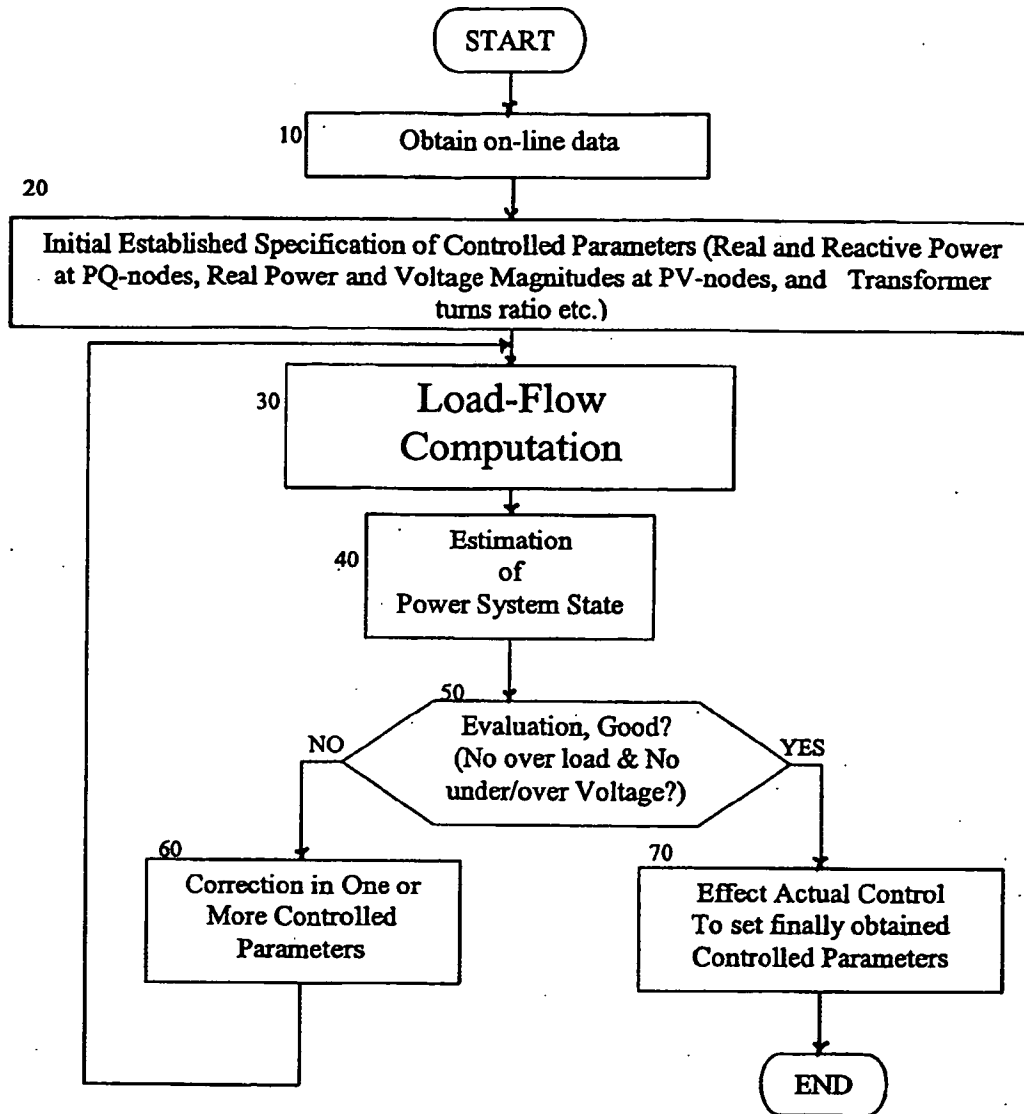 START
10
Obtain on-line data
20
Initial Established Specification of Controlled Parameters (Real and Reactive Power
at PQ-nodes, Real Power and Voltage Magnitudes at PV-nodes, and Transformer
turns ratio etc.)
30
Load-Flow
Computation
40
Estimation
of
Power System State
50
Evaluation, Good?
(No over load & No
under/over Voltage?)
NO
YES
60
Correction in One or
More Controlled
Parameters
70
Effect Actual Control
To set finally obtained
Controlled Parameters
END